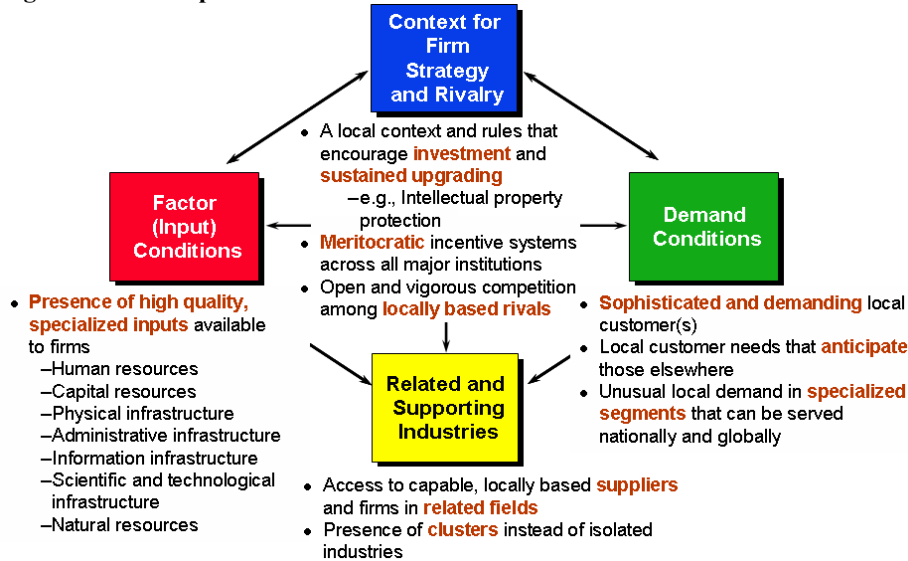 Context for
Firm
Strategy
and Rivalry
• A local context and rules that
encourage investment and
sustained upgrading
–e.g., Intellectual property
protection
• Meritocratic incentive systems
across all major institutions
• Open and vigorous competition
among locally based rivals
Factor
(Input)
Conditions
• Presence of high quality,
specialized inputs available
to firms
–Human resources
–Capital resources
–Physical infrastructure
–Administrative infrastructure
–Information infrastructure
–Scientific and technological
infrastructure
–Natural resources
Demand
Conditions
• Sophisticated and demanding local
customer(s)
• Local customer needs that anticipate
those elsewhere
• Unusual local demand in specialized
segments that can be served
nationally and globally
Related and
Supporting
Industries
• Access to capable, locally based suppliers
and firms in related fields
• Presence of clusters instead of isolated
industries